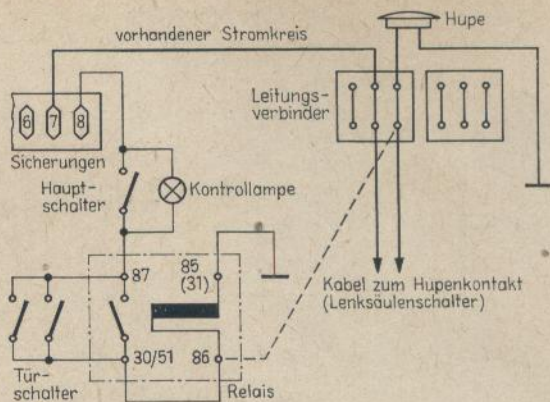 Hupe
vorhandener Stromkreis
Leitungs-
verbinder
6 7 8
Sicherungen
Haupt-
schalter
Kontrollampe
87
85
(31)
Kabel zum Hupenkontakt
(Lenksäulenschalter)
30/51
86
Tür-
schalter
Relais